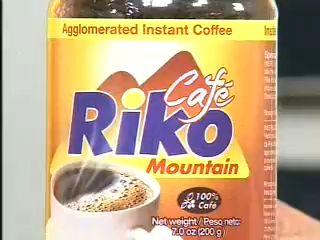 Agglomerated Instant Coffee
Café
Riko
Mountain
100%
Café
Net weight / Peso neto:
7.0 oz (200 g)